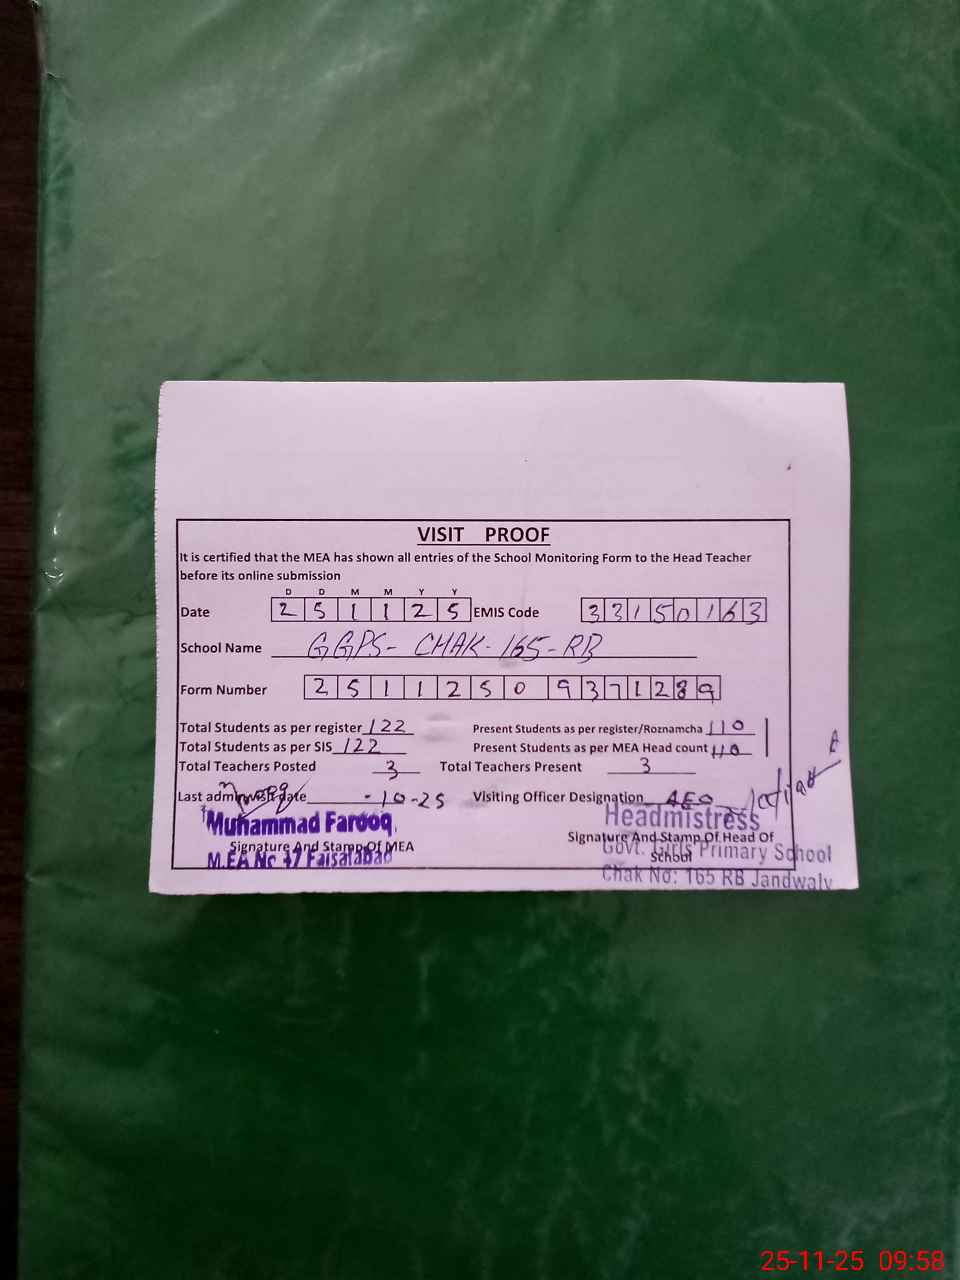 VISIT PROOF
It is certified that the MEA has shown all entries of the School Monitoring Form to the Head Teacher
before its online submission
D D M M Y Y
Date 2 5 1 1 2 5 EMIS Code 3 3 1 5 0 1 6 3
School Name GGPS- CHAK-165-RB
Form Number 2 5 1 1 2 5 0 9 3 7 1 2 8 9
Total Students as per register 122 Present Students as per register/Roznamcha 110
Total Students as per SIS 122 Present Students as per MEA Head count 110
Total Teachers Posted 3 Total Teachers Present 3
Last admin visit date -10-25 Visiting Officer Designation AEO
Muhammad Farooq
Signature And Stamp Of MEA
M.EA No 47 Faisalabad
Headmistress
Signature And Stamp Of Head Of
School
Govt. Girls Primary School
Chak No: 165 RB Jandwaly
25-11-25 09:58